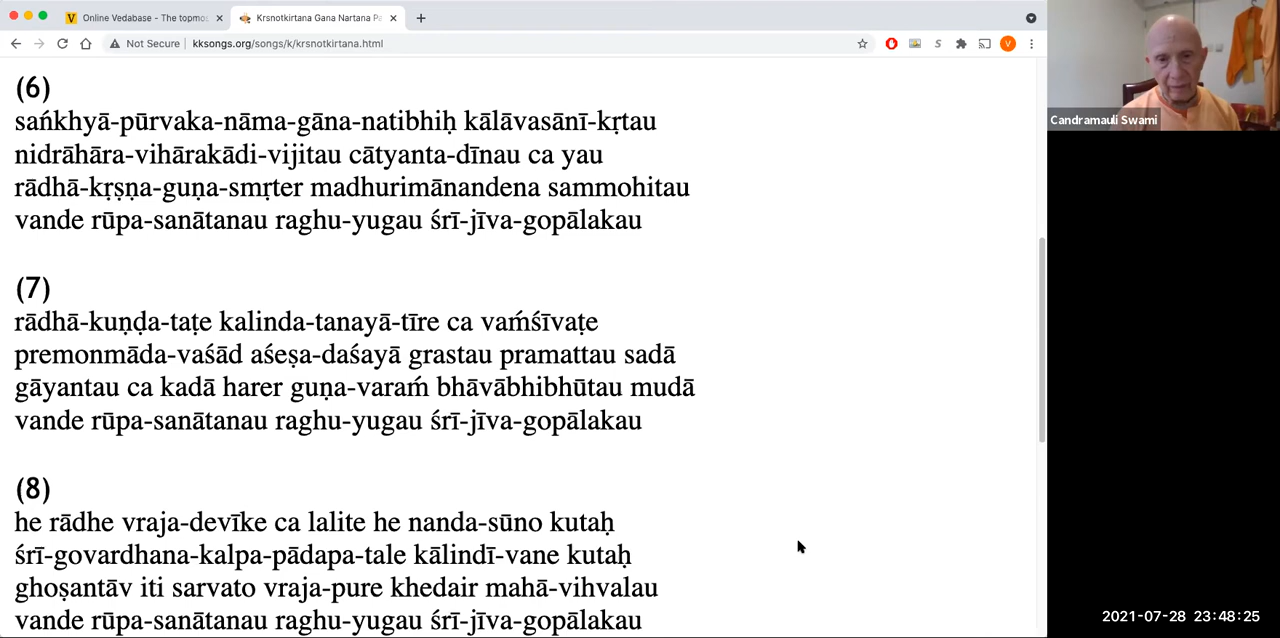 Online Vedabase - The topmos
Krsnotkirtana Gana Nartana Pa
Not Secure | kksongs.org/songs/k/krsnotkirtana.html
S
V
(6)
sańkhyā-pūrvaka-nāma-gāna-natibhiḥ kālāvasānī-kṛtau
nidrāhāra-vihārakādi-vijitau cātyanta-dīnau ca yau
rādhā-kṛṣṇa-guṇa-smṛter madhurimānandena sammohitau
vande rūpa-sanātanau raghu-yugau śrī-jīva-gopālakau
(7)
rādhā-kuṇḍa-taṭe kalinda-tanayā-tīre ca vaḿśīvaṭe
premonmāda-vaśād aśeṣa-daśayā grastau pramattau sadā
gāyantau ca kadā harer guṇa-varaḿ bhāvābhibhūtau mudā
vande rūpa-sanātanau raghu-yugau śrī-jīva-gopālakau
(8)
he rādhe vraja-devīke ca lalite he nanda-sūno kutaḥ
śrī-govardhana-kalpa-pādapa-tale kālindī-vane kutaḥ
ghoṣantāv iti sarvato vraja-pure khedair mahā-vihvalau
vande rūpa-sanātanau raghu-yugau śrī-jīva-gopālakau
Candramauli Swami
2021-07-28 23:48:25